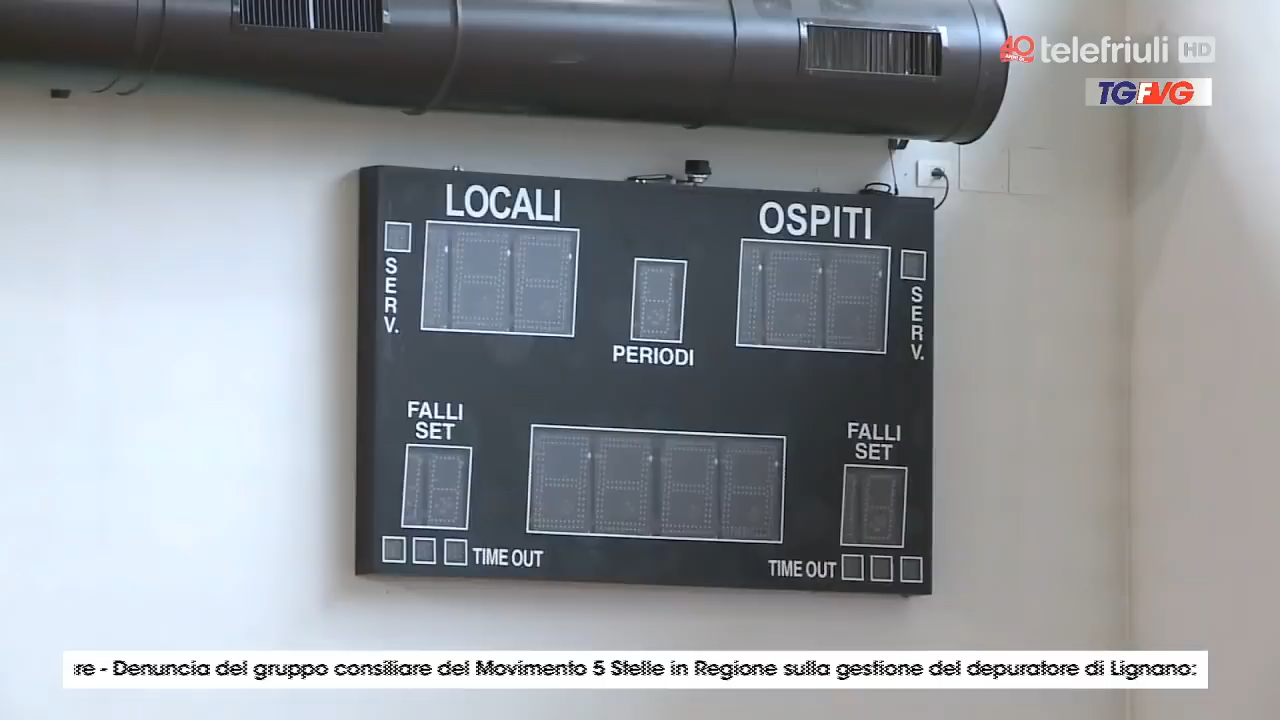 40 telefriuli HD
TGFVG
LOCALI
OSPITI
SERV.
SERV.
PERIODI
FALLI
SET
FALLI
SET
TIME OUT
TIME OUT
re - Denuncia del gruppo consiliare del Movimento 5 Stelle in Regione sulla gestione del depuratore di Lignano: